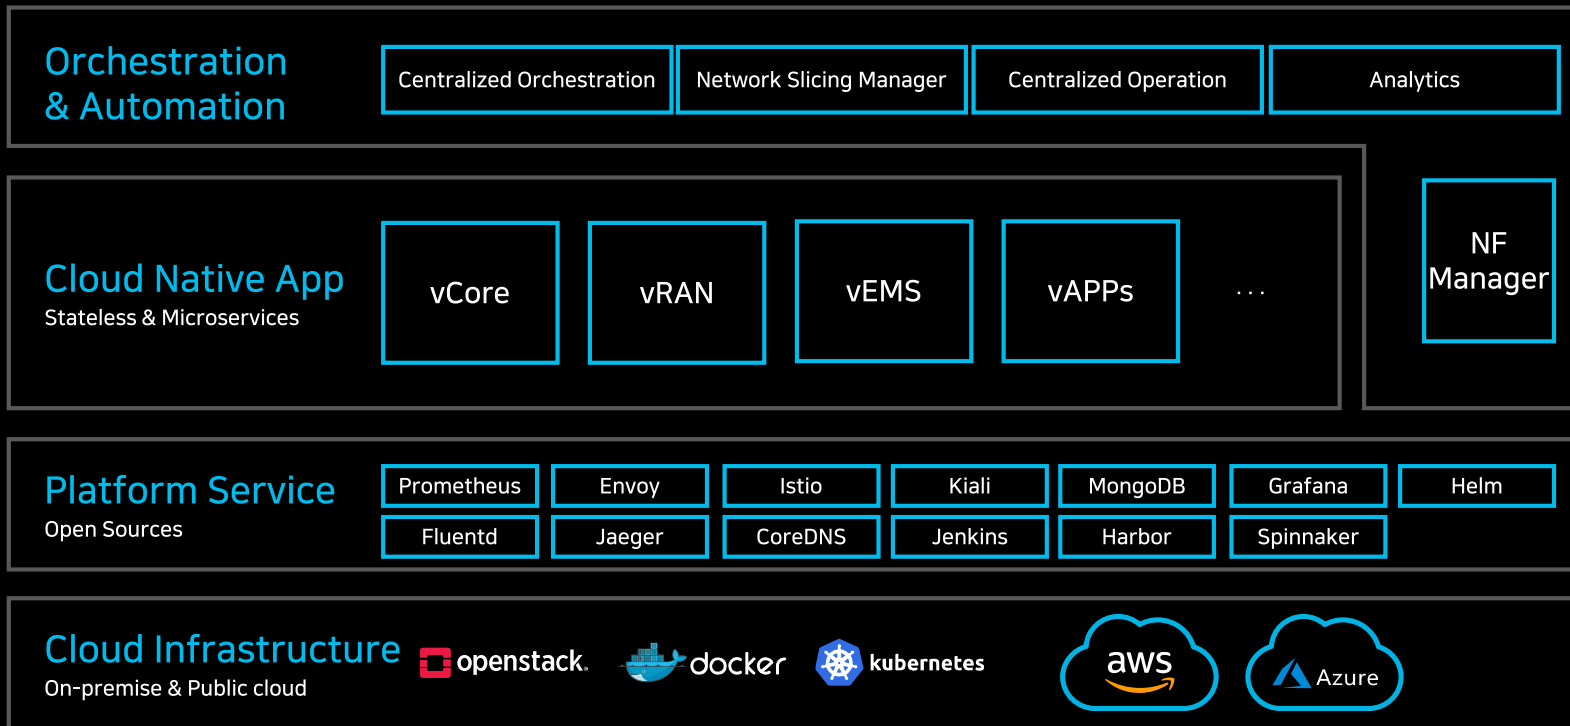 Orchestration
& Automation
Centralized Orchestration
Network Slicing Manager
Centralized Operation
Analytics
Cloud Native App
Stateless & Microservices
vCore
vRAN
vEMS
vAPPs
...
NF
Manager
Platform Service
Open Sources
Prometheus
Envoy
Istio
Kiali
MongoDB
Grafana
Helm
Fluentd
Jaeger
CoreDNS
Jenkins
Harbor
Spinnaker
Cloud Infrastructure
On-premise & Public cloud
openstack.
docker
kubernetes
aws
Azure